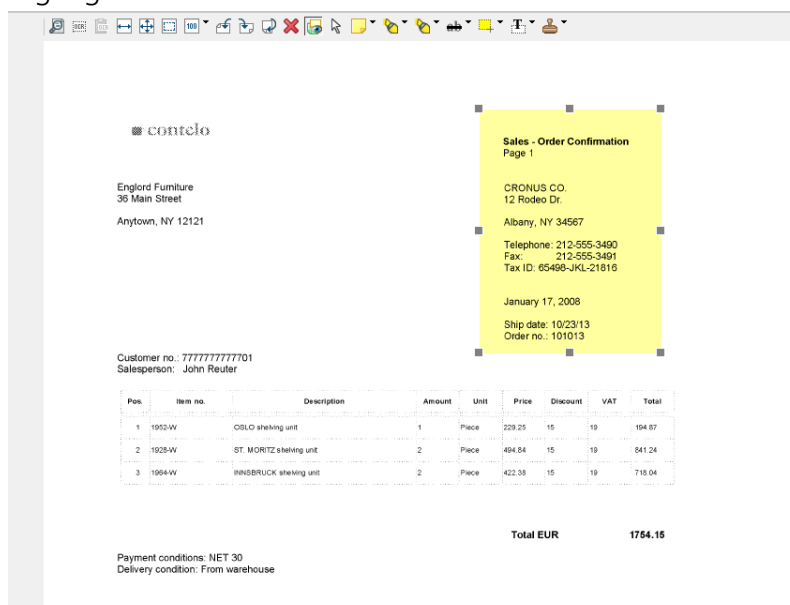 OCR
100
ab
T
contelo
Sales - Order Confirmation
Page 1
Englord Furniture
36 Main Street
Anytown, NY 12121
CRONUS CO.
12 Rodeo Dr.
Albany, NY 34567
Telephone: 212-555-3490
Fax: 212-555-3491
Tax ID: 65498-JKL-21816
January 17, 2008
Ship date: 10/23/13
Order no.: 101013
Customer no.: 7777777777701
Salesperson: John Reuter
Pos. Item no. Description Amount Unit Price Discount VAT Total
1 1952-W OSLO shelving unit 1 Piece 229.25 15 19 194.87
2 1928-W ST. MORITZ shelving unit 2 Piece 494.84 15 19 841.24
3 1964-W INNSBRUCK shelving unit 2 Piece 422.38 15 19 718.04
Total EUR 1754.15
Payment conditions: NET 30
Delivery condition: From warehouse